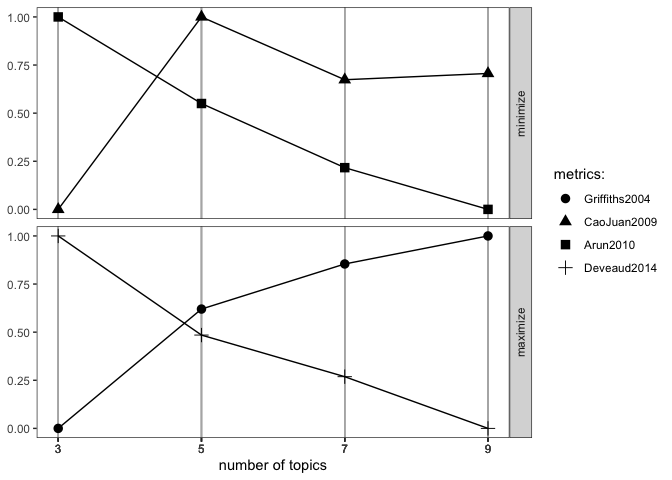 1.00
0.75
0.50
0.25
0.00
minimize
1.00
0.75
0.50
0.25
0.00
maximize
3 5 7 9
number of topics
metrics:
Griffiths2004
CaoJuan2009
Arun2010
Deveaud2014